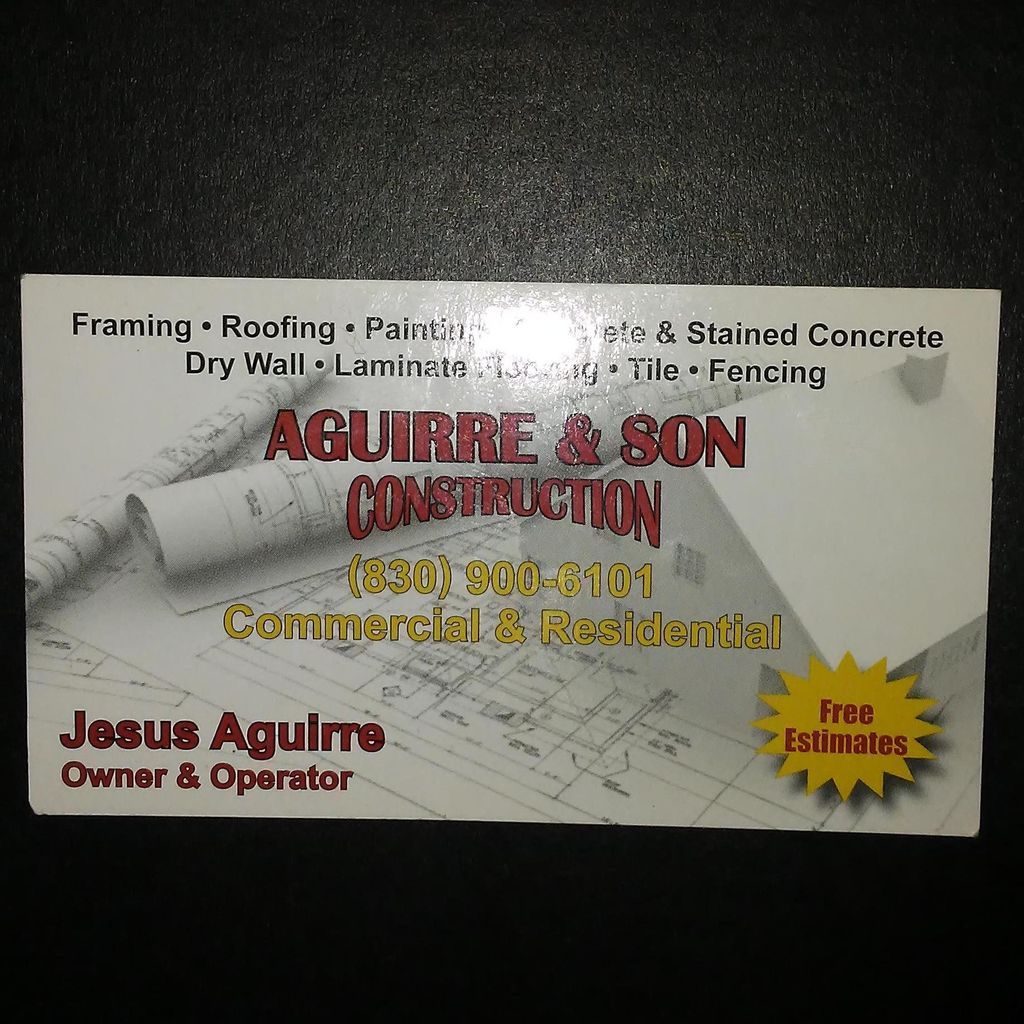 Framing • Roofing • Painting & Stained Concrete
Dry Wall • Laminate • Tile • Fencing
AGUIRRE & SON
CONSTRUCTION
(830) 900-6101
Commercial & Residential
Jesus Aguirre
Owner & Operator
Free
Estimates